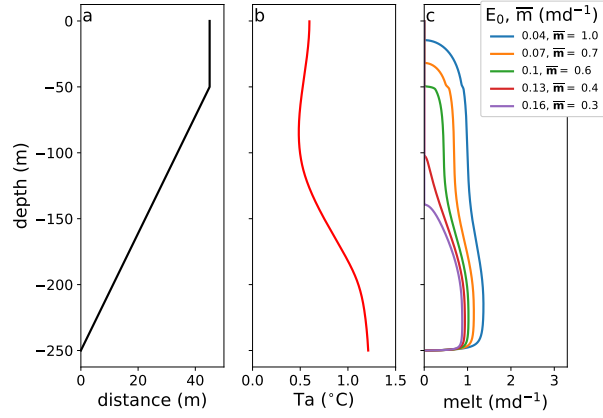 a
b
c
E₀, m̅ (md⁻¹)
0.04, m̅ = 1.0
0.07, m̅ = 0.7
0.1, m̅ = 0.6
0.13, m̅ = 0.4
0.16, m̅ = 0.3
0
−50
−100
−150
−200
−250
depth (m)
0 20 40
distance (m)
0.0 0.5 1.0 1.5
Ta (°C)
0 1 2 3
melt (md⁻¹)